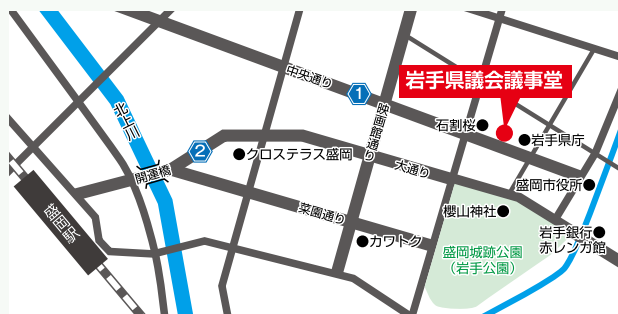 岩手県議会議事堂
中央通り
1
北上川
映画館通り
石割桜
岩手県庁
2
クロステラス盛岡
大通り
開運橋
盛岡市役所
盛岡駅
菜園通り
櫻山神社
カワトク
岩手銀行
赤レンガ館
盛岡城跡公園
（岩手公園）